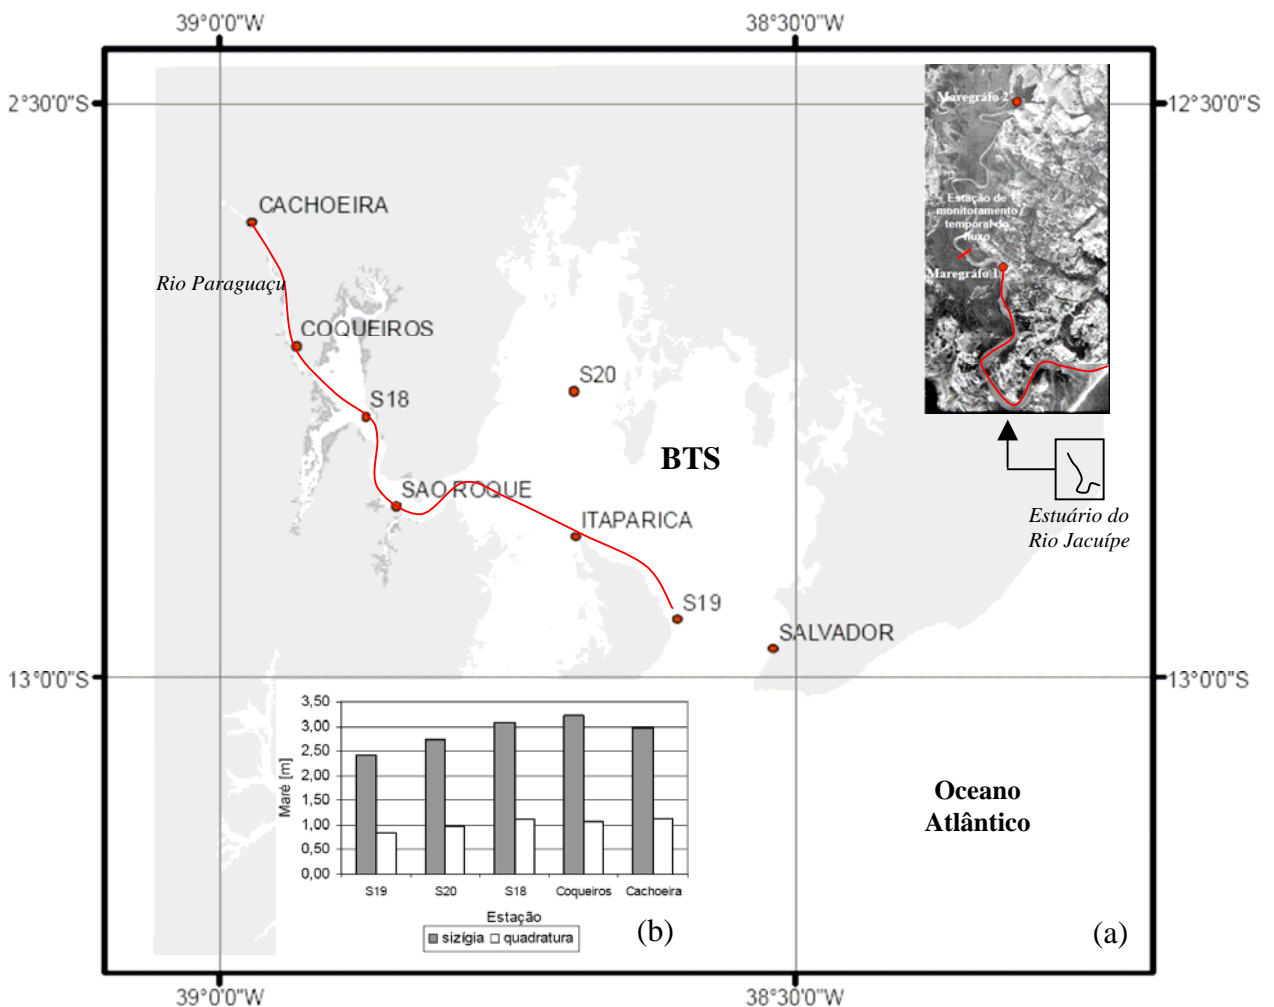 39°0'0"W
38°30'0"W
2°30'0"S
12°30'0"S
Maregráfo 2
CACHOEIRA
Estação de
monitoramento
temporal do
fluxo
Maregráfo 1
Rio Paraguaçu
COQUEIROS
S20
S18
BTS
SAO ROQUE
ITAPARICA
Estuário do
Rio Jacuípe
S19
SALVADOR
13°0'0"S
13°0'0"S
3,50
3,00
2,50
2,00
1,50
1,00
0,50
0,00
Maré [m]
S19
S20
S18
Coqueiros
Cachoeira
Estação
sizígia
quadratura
(b)
Oceano
Atlântico
(a)
39°0'0"W
38°30'0"W